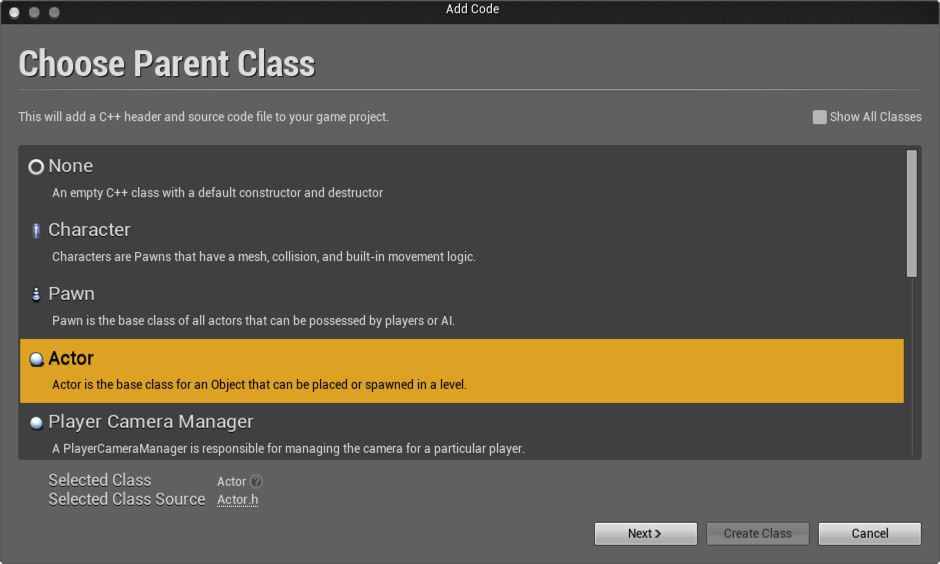 Add Code
Choose Parent Class
This will add a C++ header and source code file to your game project.
Show All Classes
None
An empty C++ class with a default constructor and destructor
Character
Characters are Pawns that have a mesh, collision, and built-in movement logic.
Pawn
Pawn is the base class of all actors that can be possessed by players or AI.
Actor
Actor is the base class for an Object that can be placed or spawned in a level.
Player Camera Manager
A PlayerCameraManager is responsible for managing the camera for a particular player.
Selected Class Actor ?
Selected Class Source Actor.h
Next >
Create Class
Cancel